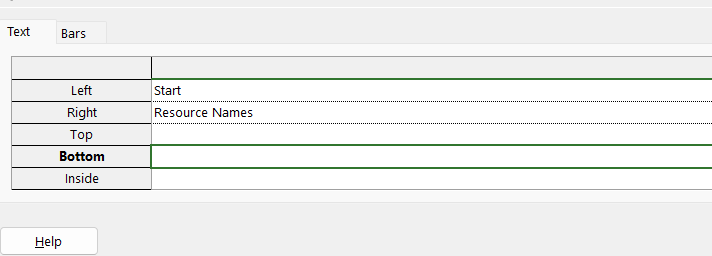 Text
Bars
Left Start
Right Resource Names
Top
Bottom
Inside
Help